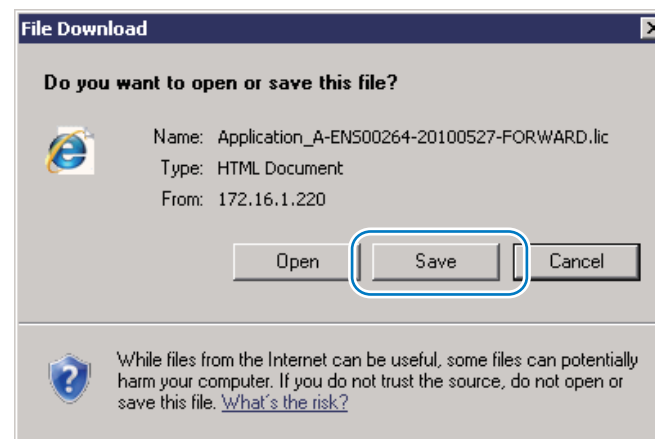 File Download
Do you want to open or save this file?
Name: Application_A-ENS00264-20100527-FORWARD.lic
Type: HTML Document
From: 172.16.1.220
Open Save Cancel
While files from the Internet can be useful, some files can potentially
harm your computer. If you do not trust the source, do not open or
save this file. What's the risk?